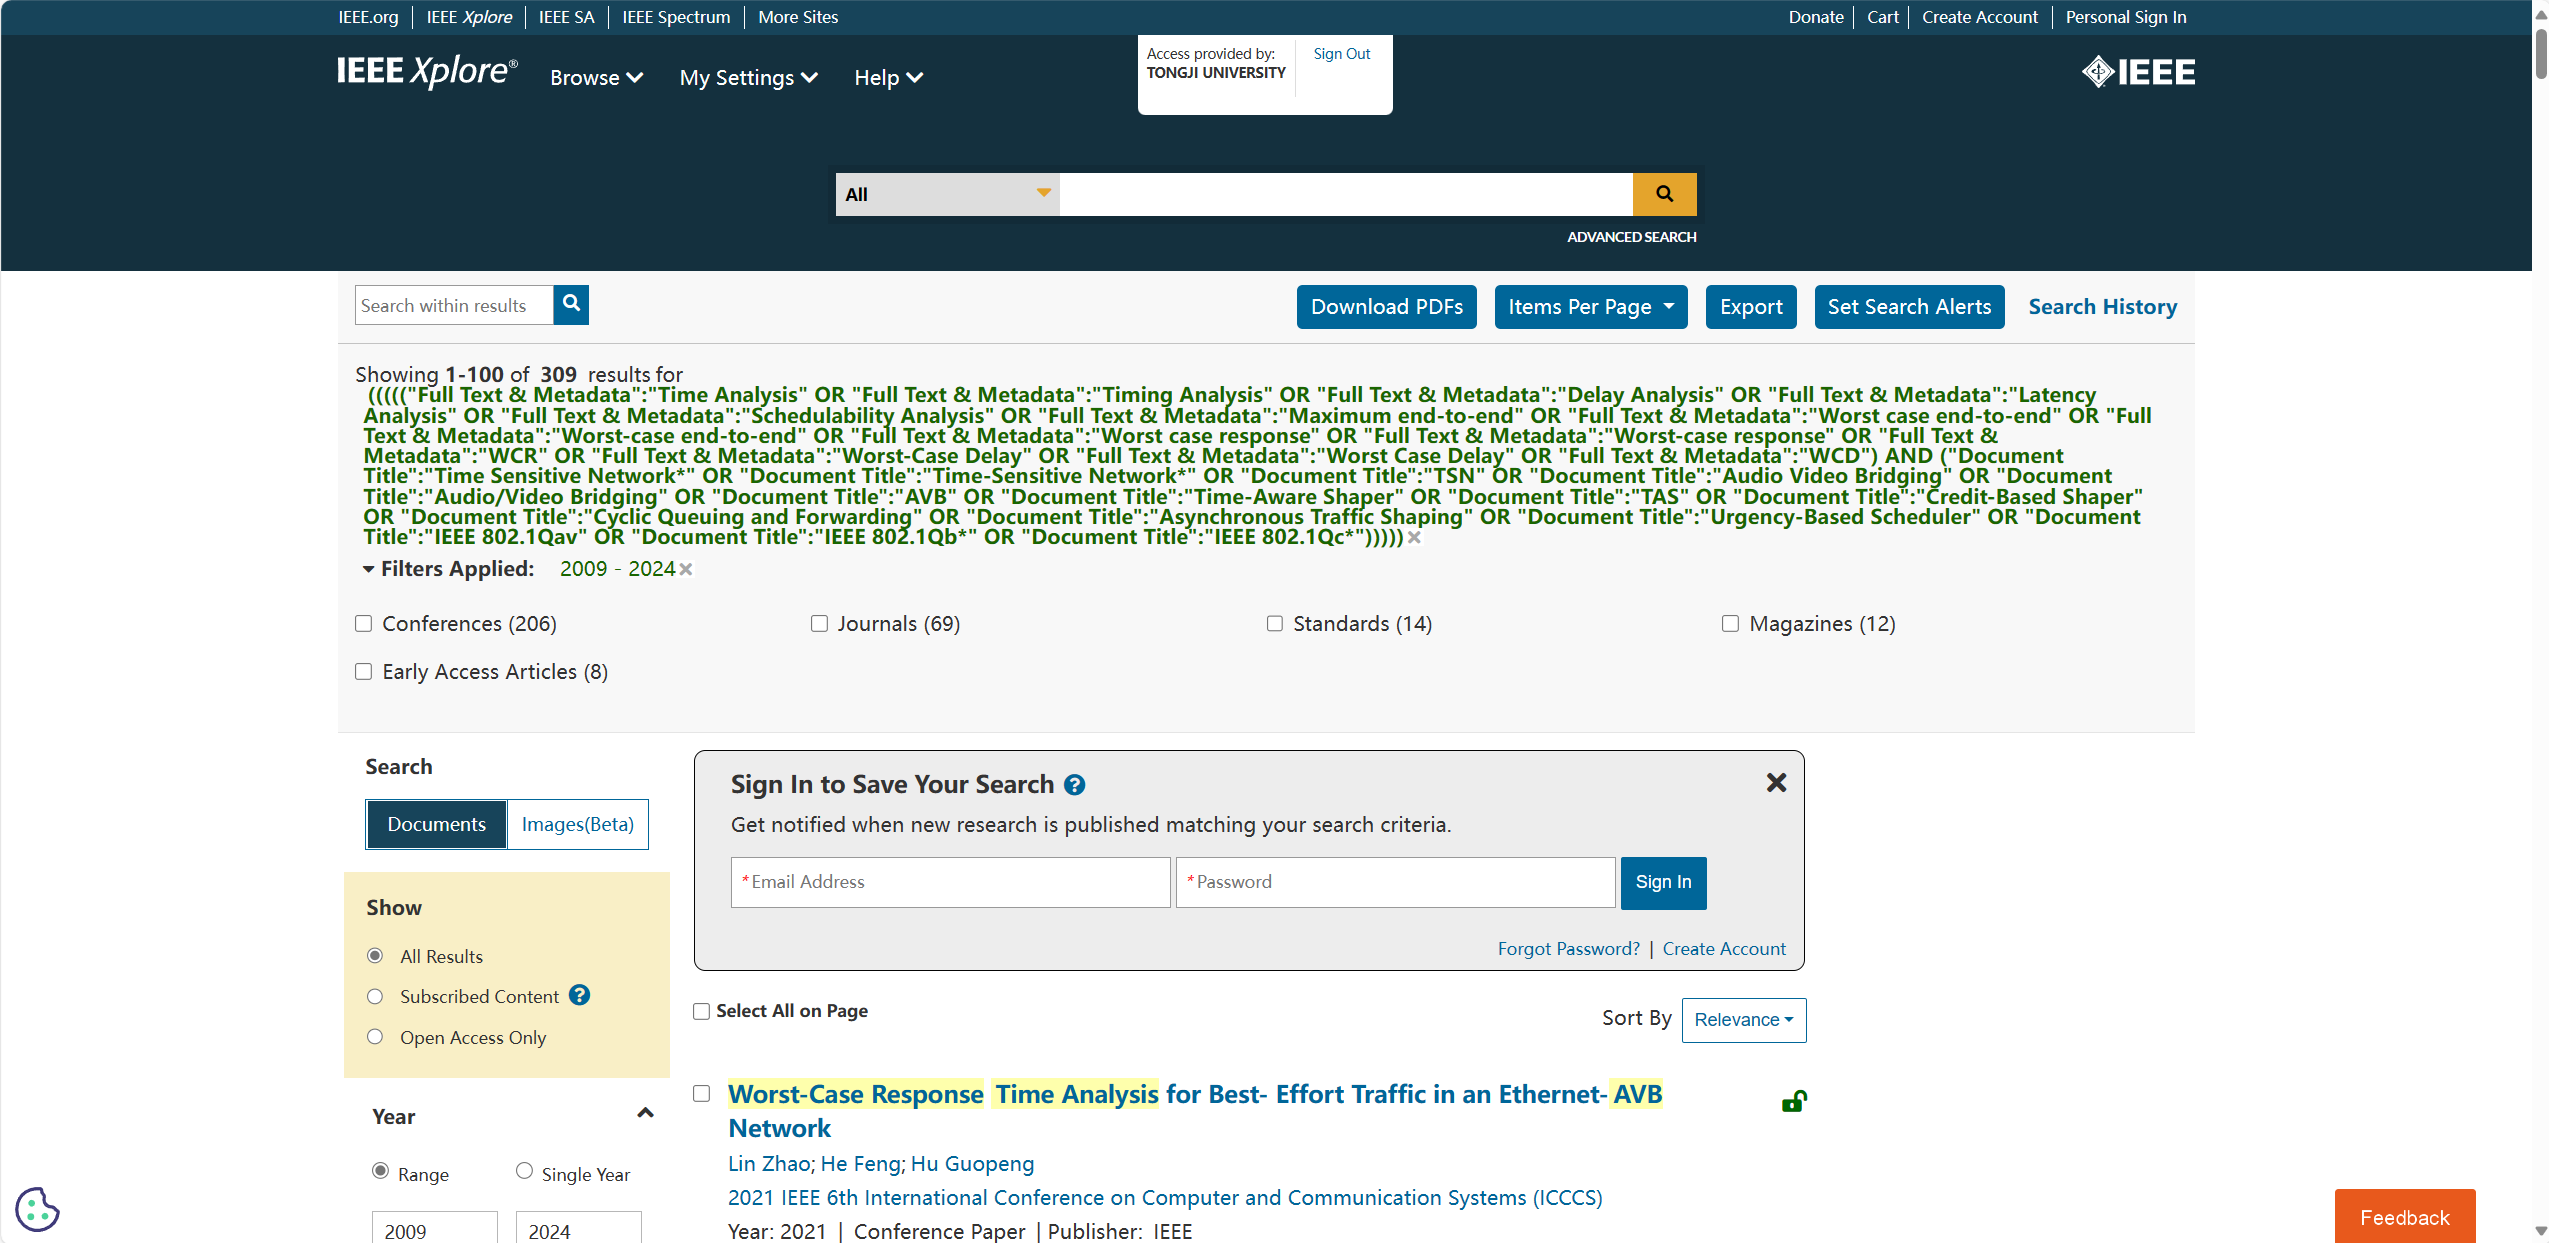 IEEE.org IEEE Xplore IEEE SA IEEE Spectrum More Sites Donate Cart Create Account Personal Sign In
IEEE Xplore® Browse My Settings Help Access provided by: Sign Out IEEE
TONGJI UNIVERSITY
All
ADVANCED SEARCH
Search within results Download PDFs Items Per Page Export Set Search Alerts Search History
Showing 1-100 of 309 results for
((((("Full Text & Metadata":"Time Analysis" OR "Full Text & Metadata":"Timing Analysis" OR "Full Text & Metadata":"Delay Analysis" OR "Full Text & Metadata":"Latency
Analysis" OR "Full Text & Metadata":"Schedulability Analysis" OR "Full Text & Metadata":"Maximum end-to-end" OR "Full Text & Metadata":"Worst case end-to-end" OR "Full
Text & Metadata":"Worst-case end-to-end" OR "Full Text & Metadata":"Worst case response" OR "Full Text & Metadata":"Worst-case response" OR "Full Text &
Metadata":"WCR" OR "Full Text & Metadata":"Worst-Case Delay" OR "Full Text & Metadata":"Worst Case Delay" OR "Full Text & Metadata":"WCD") AND ("Document
Title":"Time Sensitive Network*" OR "Document Title":"Time-Sensitive Network*" OR "Document Title":"TSN" OR "Document Title":"Audio Video Bridging" OR "Document
Title":"Audio/Video Bridging" OR "Document Title":"AVB" OR "Document Title":"Time-Aware Shaper" OR "Document Title":"TAS" OR "Document Title":"Credit-Based Shaper"
OR "Document Title":"Cyclic Queuing and Forwarding" OR "Document Title":"Asynchronous Traffic Shaping" OR "Document Title":"Urgency-Based Scheduler" OR "Document
Title":"IEEE 802.1Qav" OR "Document Title":"IEEE 802.1Qb*" OR "Document Title":"IEEE 802.1Qc*")))))
Filters Applied: 2009 - 2024
Conferences (206) Journals (69) Standards (14) Magazines (12)
Early Access Articles (8)
Search
Documents Images(Beta)
Show
All Results
Subscribed Content
Open Access Only
Year
Range Single Year
2009 2024
Sign In to Save Your Search
Get notified when new research is published matching your search criteria.
*Email Address *Password Sign In
Forgot Password? | Create Account
Select All on Page Sort By Relevance
Worst-Case Response Time Analysis for Best- Effort Traffic in an Ethernet- AVB
Network
Lin Zhao; He Feng; Hu Guopeng
2021 IEEE 6th International Conference on Computer and Communication Systems (ICCCS)
Year: 2021 | Conference Paper | Publisher: IEEE
Feedback